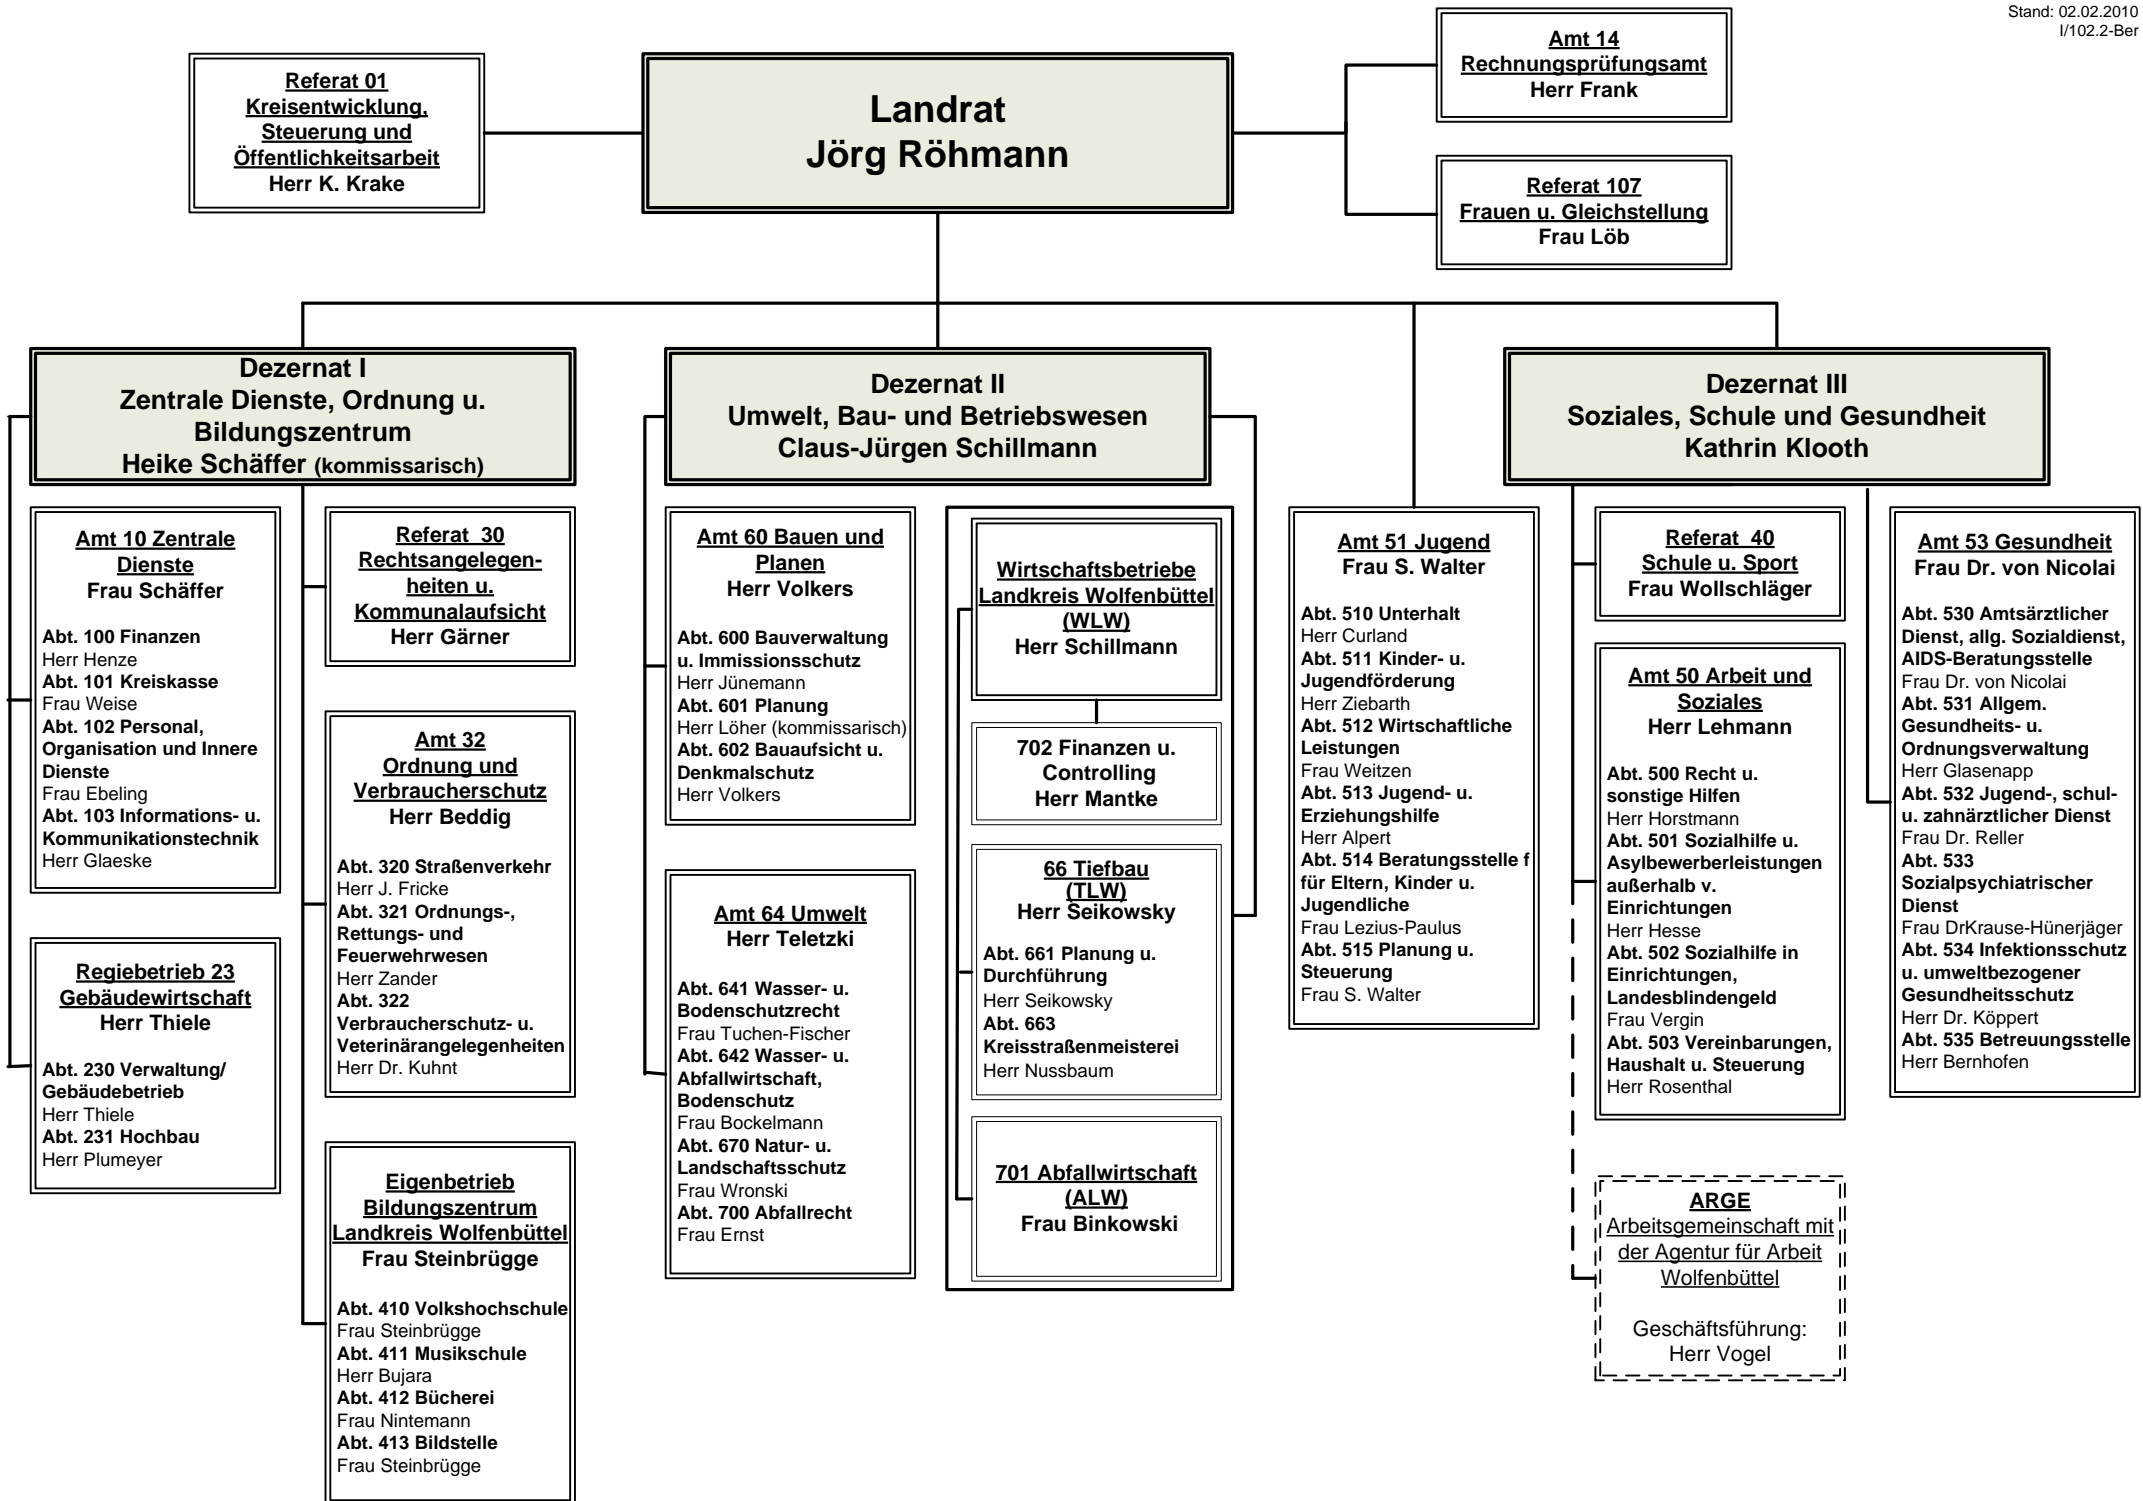 Stand: 02.02.2010
I/102.2-Ber
Referat 01
Kreisentwicklung,
Steuerung und
Öffentlichkeitsarbeit
Herr K. Krake
Landrat
Jörg Röhmann
Amt 14
Rechnungsprüfungsamt
Herr Frank
Referat 107
Frauen u. Gleichstellung
Frau Löb
Dezernat I
Zentrale Dienste, Ordnung u.
Bildungszentrum
Heike Schäffer (kommissarisch)
Dezernat II
Umwelt, Bau- und Betriebswesen
Claus-Jürgen Schillmann
Dezernat III
Soziales, Schule und Gesundheit
Kathrin Klooth
Amt 10 Zentrale
Dienste
Frau Schäffer
Abt. 100 Finanzen
Herr Henze
Abt. 101 Kreiskasse
Frau Weise
Abt. 102 Personal,
Organisation und Innere
Dienste
Frau Ebeling
Abt. 103 Informations- u.
Kommunikationstechnik
Herr Glaeske
Regiebetrieb 23
Gebäudewirtschaft
Herr Thiele
Abt. 230 Verwaltung/
Gebäudebetrieb
Herr Thiele
Abt. 231 Hochbau
Herr Plumeyer
Referat  30
Rechtsangelegen-
heiten u.
Kommunalaufsicht
Herr Gärner
Amt 32
Ordnung und
Verbraucherschutz
Herr Beddig
Abt. 320 Straßenverkehr
Herr J. Fricke
Abt. 321 Ordnungs-,
Rettungs- und
Feuerwehrwesen
Herr Zander
Abt. 322
Verbraucherschutz- u.
Veterinärangelegenheiten
Herr Dr. Kuhnt
Eigenbetrieb
Bildungszentrum
Landkreis Wolfenbüttel
Frau Steinbrügge
Abt. 410 Volkshochschule
Frau Steinbrügge
Abt. 411 Musikschule
Herr Bujara
Abt. 412 Bücherei
Frau Nintemann
Abt. 413 Bildstelle
Frau Steinbrügge
Amt 60 Bauen und
Planen
Herr Volkers
Abt. 600 Bauverwaltung
u. Immissionsschutz
Herr Jünemann
Abt. 601 Planung
Herr Löher (kommissarisch)
Abt. 602 Bauaufsicht u.
Denkmalschutz
Herr Volkers
Amt 64 Umwelt
Herr Teletzki
Abt. 641 Wasser- u.
Bodenschutzrecht
Frau Tuchen-Fischer
Abt. 642 Wasser- u.
Abfallwirtschaft,
Bodenschutz
Frau Bockelmann
Abt. 670 Natur- u.
Landschaftsschutz
Frau Wronski
Abt. 700 Abfallrecht
Frau Ernst
Wirtschaftsbetriebe
Landkreis Wolfenbüttel
(WLW)
Herr Schillmann
702 Finanzen u.
Controlling
Herr Mantke
66 Tiefbau
(TLW)
Herr Seikowsky
Abt. 661 Planung u.
Durchführung
Herr Seikowsky
Abt. 663
Kreisstraßenmeisterei
Herr Nussbaum
701 Abfallwirtschaft
(ALW)
Frau Binkowski
Amt 51 Jugend
Frau S. Walter
Abt. 510 Unterhalt
Herr Curland
Abt. 511 Kinder- u.
Jugendförderung
Herr Ziebarth
Abt. 512 Wirtschaftliche
Leistungen
Frau Weitzen
Abt. 513 Jugend- u.
Erziehungshilfe
Herr Alpert
Abt. 514 Beratungsstelle f
für Eltern, Kinder u.
Jugendliche
Frau Lezius-Paulus
Abt. 515 Planung u.
Steuerung
Frau S. Walter
Referat  40
Schule u. Sport
Frau Wollschläger
Amt 50 Arbeit und
Soziales
Herr Lehmann
Abt. 500 Recht u.
sonstige Hilfen
Herr Horstmann
Abt. 501 Sozialhilfe u.
Asylbewerberleistungen
außerhalb v.
Einrichtungen
Herr Hesse
Abt. 502 Sozialhilfe in
Einrichtungen,
Landesblindengeld
Frau Vergin
Abt. 503 Vereinbarungen,
Haushalt u. Steuerung
Herr Rosenthal
ARGE
Arbeitsgemeinschaft mit
der Agentur für Arbeit
Wolfenbüttel
Geschäftsführung:
Herr Vogel
Amt 53 Gesundheit
Frau Dr. von Nicolai
Abt. 530 Amtsärztlicher
Dienst, allg. Sozialdienst,
AIDS-Beratungsstelle
Frau Dr. von Nicolai
Abt. 531 Allgem.
Gesundheits- u.
Ordnungsverwaltung
Herr Glasenapp
Abt. 532 Jugend-, schul-
u. zahnärztlicher Dienst
Frau Dr. Reller
Abt. 533
Sozialpsychiatrischer
Dienst
Frau DrKrause-Hünerjäger
Abt. 534 Infektionsschutz
u. umweltbezogener
Gesundheitsschutz
Herr Dr. Köppert
Abt. 535 Betreuungsstelle
Herr Bernhofen